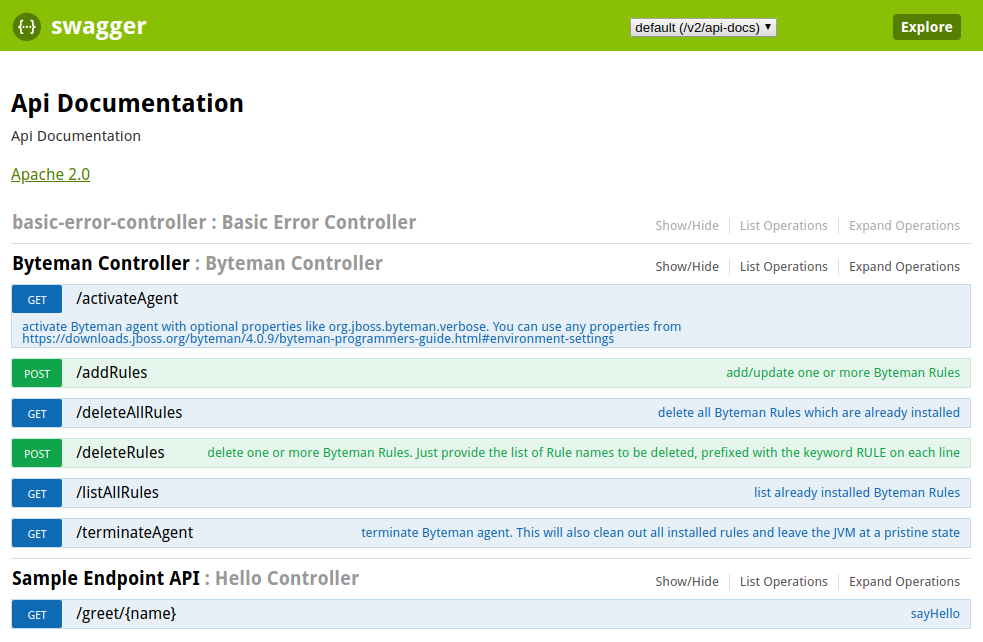 {···} swagger default (/v2/api-docs) ▼ Explore
Api Documentation
Api Documentation
Apache 2.0
basic-error-controller : Basic Error Controller Show/Hide List Operations Expand Operations
Byteman Controller : Byteman Controller Show/Hide List Operations Expand Operations
GET /activateAgent
activate Byteman agent with optional properties like org.jboss.byteman.verbose. You can use any properties from
https://downloads.jboss.org/byteman/4.0.9/byteman-programmers-guide.html#environment-settings
POST /addRules add/update one or more Byteman Rules
GET /deleteAllRules delete all Byteman Rules which are already installed
POST /deleteRules delete one or more Byteman Rules. Just provide the list of Rule names to be deleted, prefixed with the keyword RULE on each line
GET /listAllRules list already installed Byteman Rules
GET /terminateAgent terminate Byteman agent. This will also clean out all installed rules and leave the JVM at a pristine state
Sample Endpoint API : Hello Controller Show/Hide List Operations Expand Operations
GET /greet/{name} sayHello